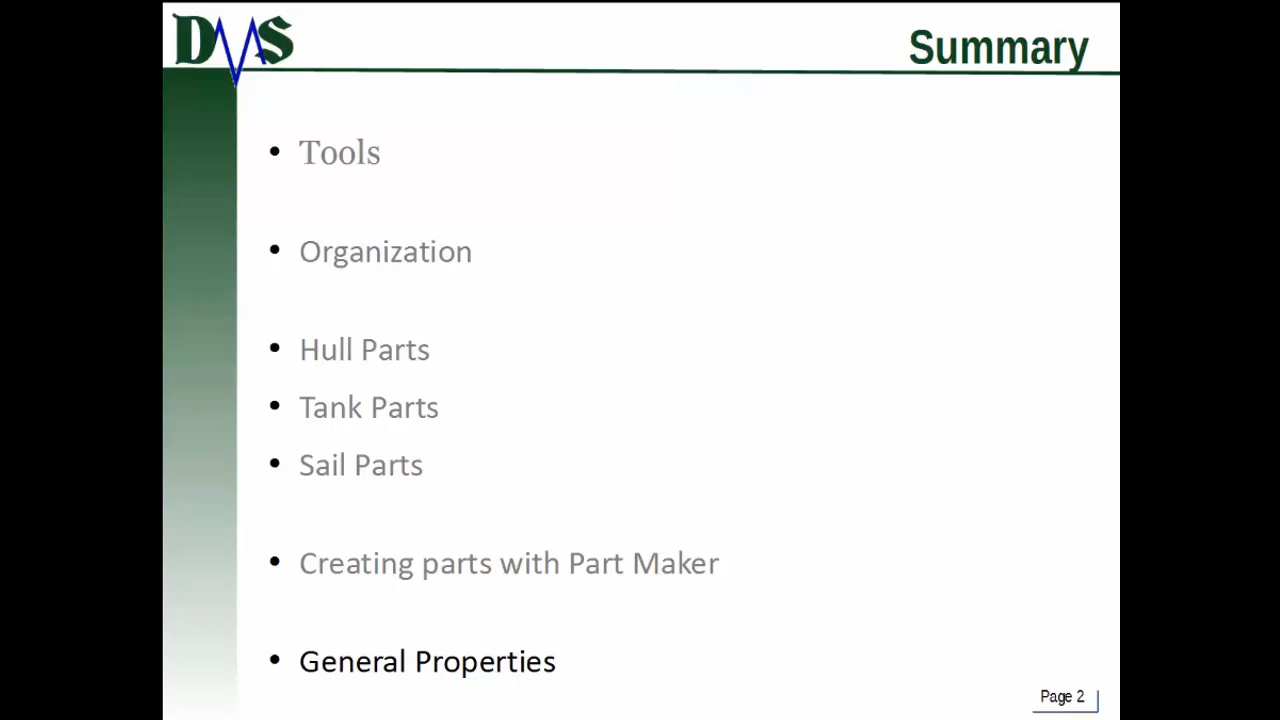 DMS
Summary
• Tools
• Organization
• Hull Parts
• Tank Parts
• Sail Parts
• Creating parts with Part Maker
• General Properties
Page 2